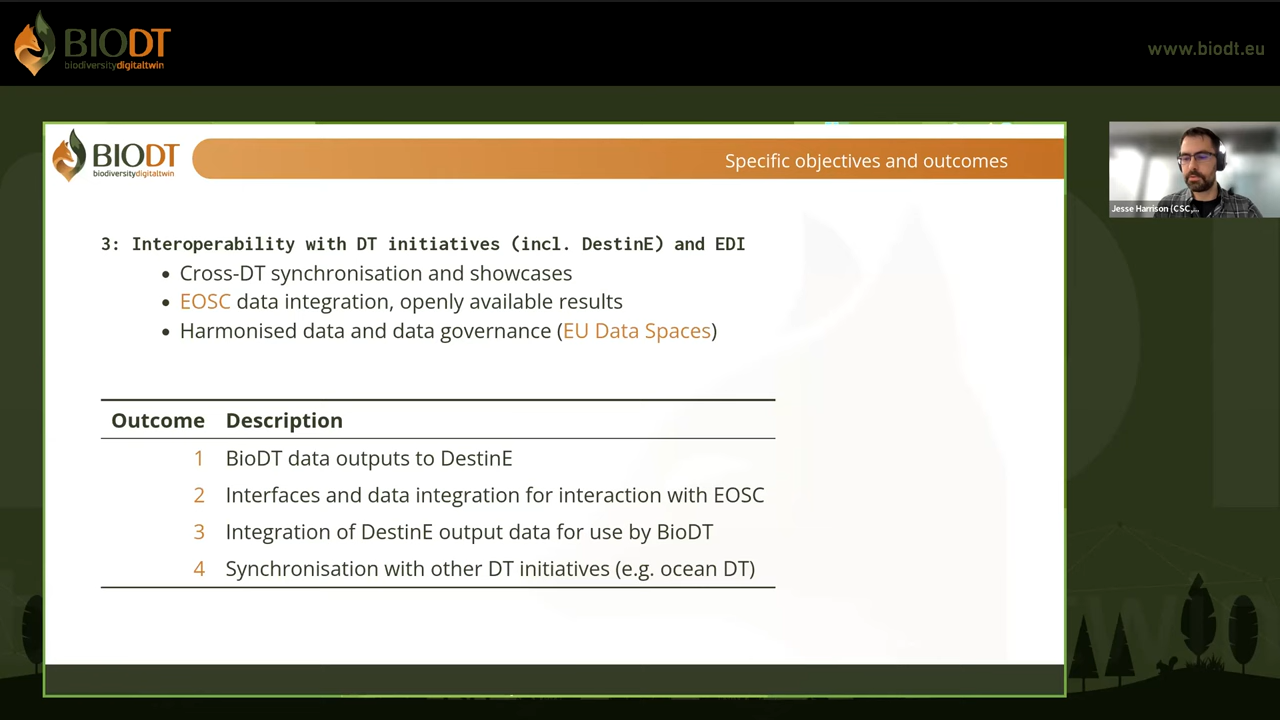 BIODT
biodiversitydigitaltwin
www.biodt.eu
BIODT
biodiversitydigitaltwin
Specific objectives and outcomes
Jesse Harrison (CSC,...
3: Interoperability with DT initiatives (incl. DestinE) and EDI
• Cross-DT synchronisation and showcases
• EOSC data integration, openly available results
• Harmonised data and data governance (EU Data Spaces)
Outcome Description
1 BioDT data outputs to DestinE
2 Interfaces and data integration for interaction with EOSC
3 Integration of DestinE output data for use by BioDT
4 Synchronisation with other DT initiatives (e.g. ocean DT)